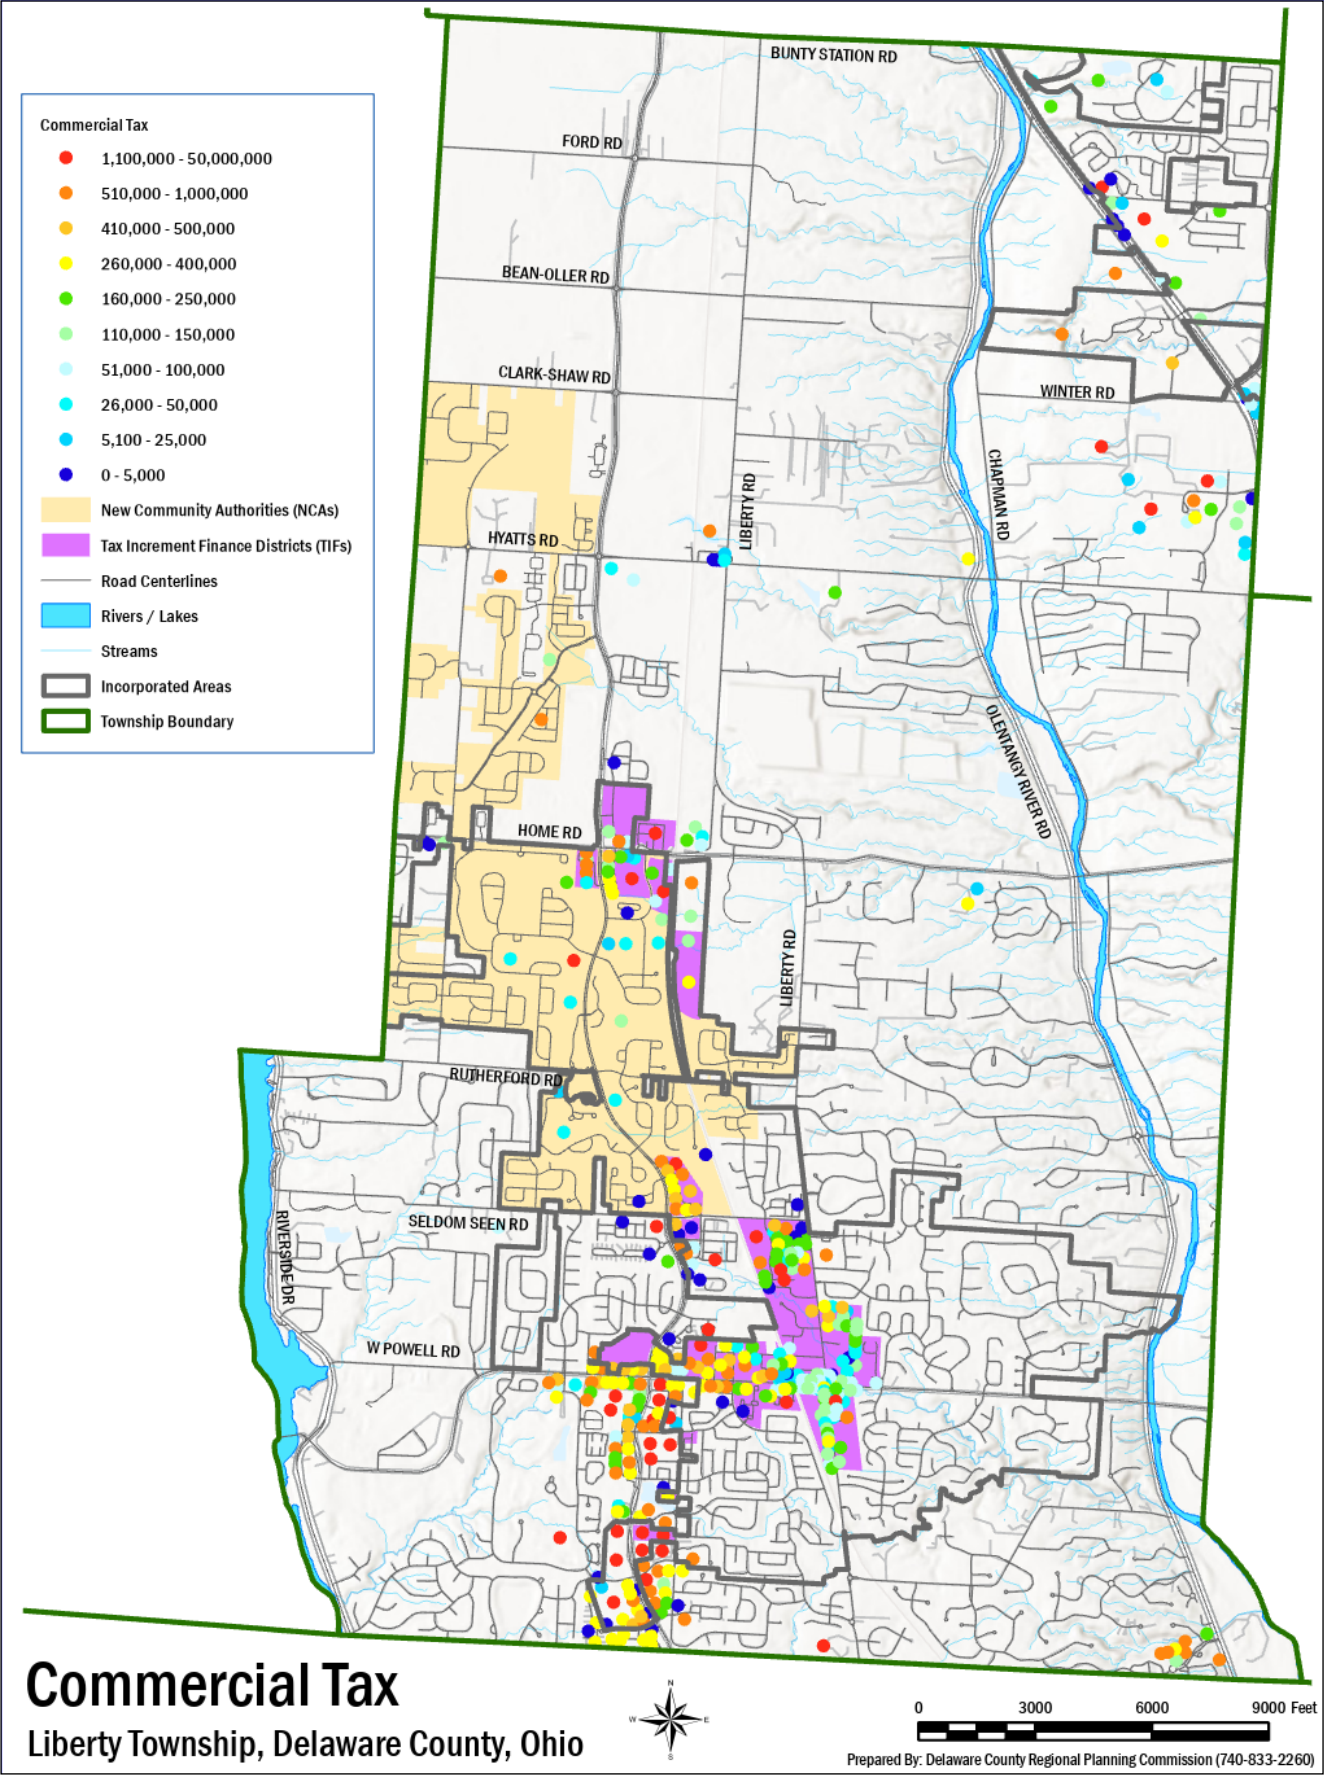 BUNTY STATION RD
Commercial Tax
1,100,000 - 50,000,000
510,000 - 1,000,000
410,000 - 500,000
260,000 - 400,000
160,000 - 250,000
110,000 - 150,000
51,000 - 100,000
26,000 - 50,000
5,100 - 25,000
0 - 5,000
New Community Authorities (NCAs)
Tax Increment Finance Districts (TIFs)
Road Centerlines
Rivers / Lakes
Streams
Incorporated Areas
Township Boundary
FORD RD
BEAN-OLLER RD
CLARK-SHAW RD
WINTER RD
CHAPMAN RD
LIBERTY RD
HYATTS RD
OLENTANGY RIVER RD
HOME RD
LIBERTY RD
RUTHERFORD RD
SELDOM SEEN RD
RIVERSIDE DR
W POWELL RD
Commercial Tax
Liberty Township, Delaware County, Ohio
N
W E
S
0 3000 6000 9000 Feet
Prepared By: Delaware County Regional Planning Commission (740-833-2260)